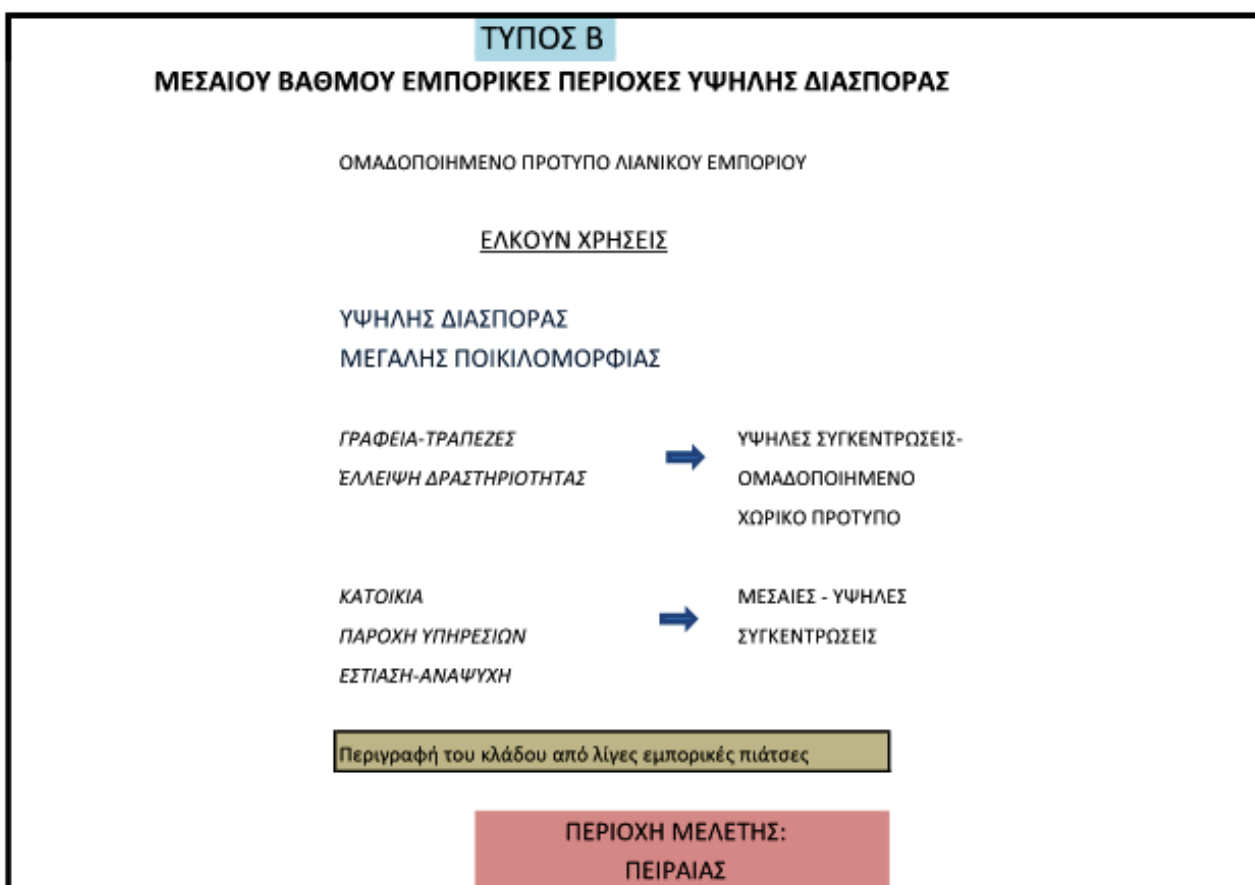 ΤΥΠΟΣ Β
ΜΕΣΑΙΟΥ ΒΑΘΜΟΥ ΕΜΠΟΡΙΚΕΣ ΠΕΡΙΟΧΕΣ ΥΨΗΛΗΣ ΔΙΑΣΠΟΡΑΣ
ΟΜΑΔΟΠΟΙΗΜΕΝΟ ΠΡΟΤΥΠΟ ΛΙΑΝΙΚΟΥ ΕΜΠΟΡΙΟΥ
ΕΛΚΟΥΝ ΧΡΗΣΕΙΣ
ΥΨΗΛΗΣ ΔΙΑΣΠΟΡΑΣ
ΜΕΓΑΛΗΣ ΠΟΙΚΙΛΟΜΟΡΦΙΑΣ
ΓΡΑΦΕΙΑ-ΤΡΑΠΕΖΕΣ
ΈΛΛΕΙΨΗ ΔΡΑΣΤΗΡΙΟΤΗΤΑΣ
ΥΨΗΛΕΣ ΣΥΓΚΕΝΤΡΩΣΕΙΣ-
ΟΜΑΔΟΠΟΙΗΜΕΝΟ
ΧΩΡΙΚΟ ΠΡΟΤΥΠΟ
ΚΑΤΟΙΚΙΑ
ΠΑΡΟΧΗ ΥΠΗΡΕΣΙΩΝ
ΕΣΤΙΑΣΗ-ΑΝΑΨΥΧΗ
ΜΕΣΑΙΕΣ - ΥΨΗΛΕΣ
ΣΥΓΚΕΝΤΡΩΣΕΙΣ
Περιγραφή του κλάδου από λίγες εμπορικές πιάτσες
ΠΕΡΙΟΧΗ ΜΕΛΕΤΗΣ:
ΠΕΙΡΑΙΑΣ